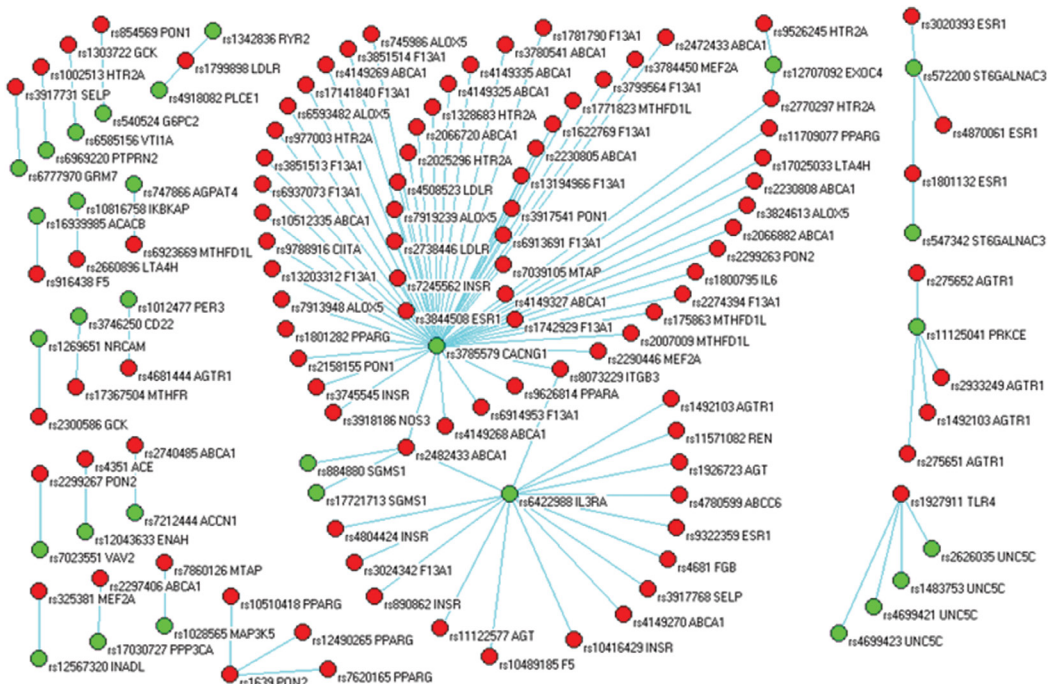 rs854569 PON1
rs1303722 GCK
rs1002513 HTR2A
rs3917731 SELP
rs540524 G6PC2
rs6585156 VTI1A
rs6969220 PTPRN2
rs6777970 GRM7
rs1342836 RYR2
rs1799898 LDLR
rs4918082 PLCE1
rs747866 AGPAT4
rs10816758 IKBKAP
rs16939985 ACACB
rs6923669 MTHFD1L
rs2660896 LTA4H
rs916438 F5
rs1012477 PER3
rs3746250 CD22
rs1269651 NRCAM
rs4681444 AGTR1
rs17367504 MTHFR
rs2300586 GCK
rs2740485 ABCA1
rs4351 ACE
rs2299267 PON2
rs7212444 ACCN1
rs12043633 ENAH
rs7023551 VAV2
rs7860126 MTAP
rs2297406 ABCA1
rs325381 MEF2A
rs1028565 MAP3K5
rs17030727 PPP3CA
rs12567320 INADL
rs10510418 PPARG
rs12490265 PPARG
rs7620165 PPARG
rs1639 PON2
rs745986 ALOX5
rs3851514 F13A1
rs4149269 ABCA1
rs17141840 F13A1
rs6593482 ALOX5
rs977003 HTR2A
rs3851513 F13A1
rs6937073 F13A1
rs10512335 ABCA1
rs9788916 CIITA
rs13203312 F13A1
rs7913948 ALOX5
rs1801282 PPARG
rs2158155 PON1
rs3745545 INSR
rs3918186 NOS3
rs1781790 F13A1
rs3780541 ABCA1
rs4149335 ABCA1
rs4149325 ABCA1
rs1328683 HTR2A
rs2066720 ABCA1
rs2025296 HTR2A
rs4508523 LDLR
rs7919239 ALOX5
rs2738446 LDLR
rs7245562 INSR
rs3844508 ESR1
rs2472433 ABCA1
rs3784450 MEF2A
rs3799564 F13A1
rs1771823 MTHFD1L
rs1622769 F13A1
rs2230805 ABCA1
rs13194966 F13A1
rs3917541 PON1
rs6913691 F13A1
rs7039105 MTAP
rs4149327 ABCA1
rs1742929 F13A1
rs9526245 HTR2A
rs12707092 EXOC4
rs2770297 HTR2A
rs11709077 PPARG
rs17025033 LTA4H
rs2230808 ABCA1
rs3824613 ALOX5
rs2066882 ABCA1
rs2299263 PON2
rs1800795 IL6
rs2274394 F13A1
rs175863 MTHFD1L
rs2007009 MTHFD1L
rs2290446 MEF2A
rs3785579 CACNG1
rs8073229 ITGB3
rs9626814 PPARA
rs6914953 F13A1
rs4149268 ABCA1
rs2482433 ABCA1
rs884880 SGMS1
rs17721713 SGMS1
rs6422988 IL3RA
rs1492103 AGTR1
rs11571082 REN
rs1926723 AGT
rs4780599 ABCC6
rs9322359 ESR1
rs4681 FGB
rs3917768 SELP
rs4149270 ABCA1
rs10416429 INSR
rs10489185 F5
rs11122577 AGT
rs890862 INSR
rs3024342 F13A1
rs4804424 INSR
rs3020393 ESR1
rs572200 ST6GALNAC3
rs4870061 ESR1
rs1801132 ESR1
rs547342 ST6GALNAC3
rs275652 AGTR1
rs11125041 PRKCE
rs2933249 AGTR1
rs1492103 AGTR1
rs275651 AGTR1
rs1927911 TLR4
rs2626035 UNC5C
rs1483753 UNC5C
rs4699421 UNC5C
rs4699423 UNC5C